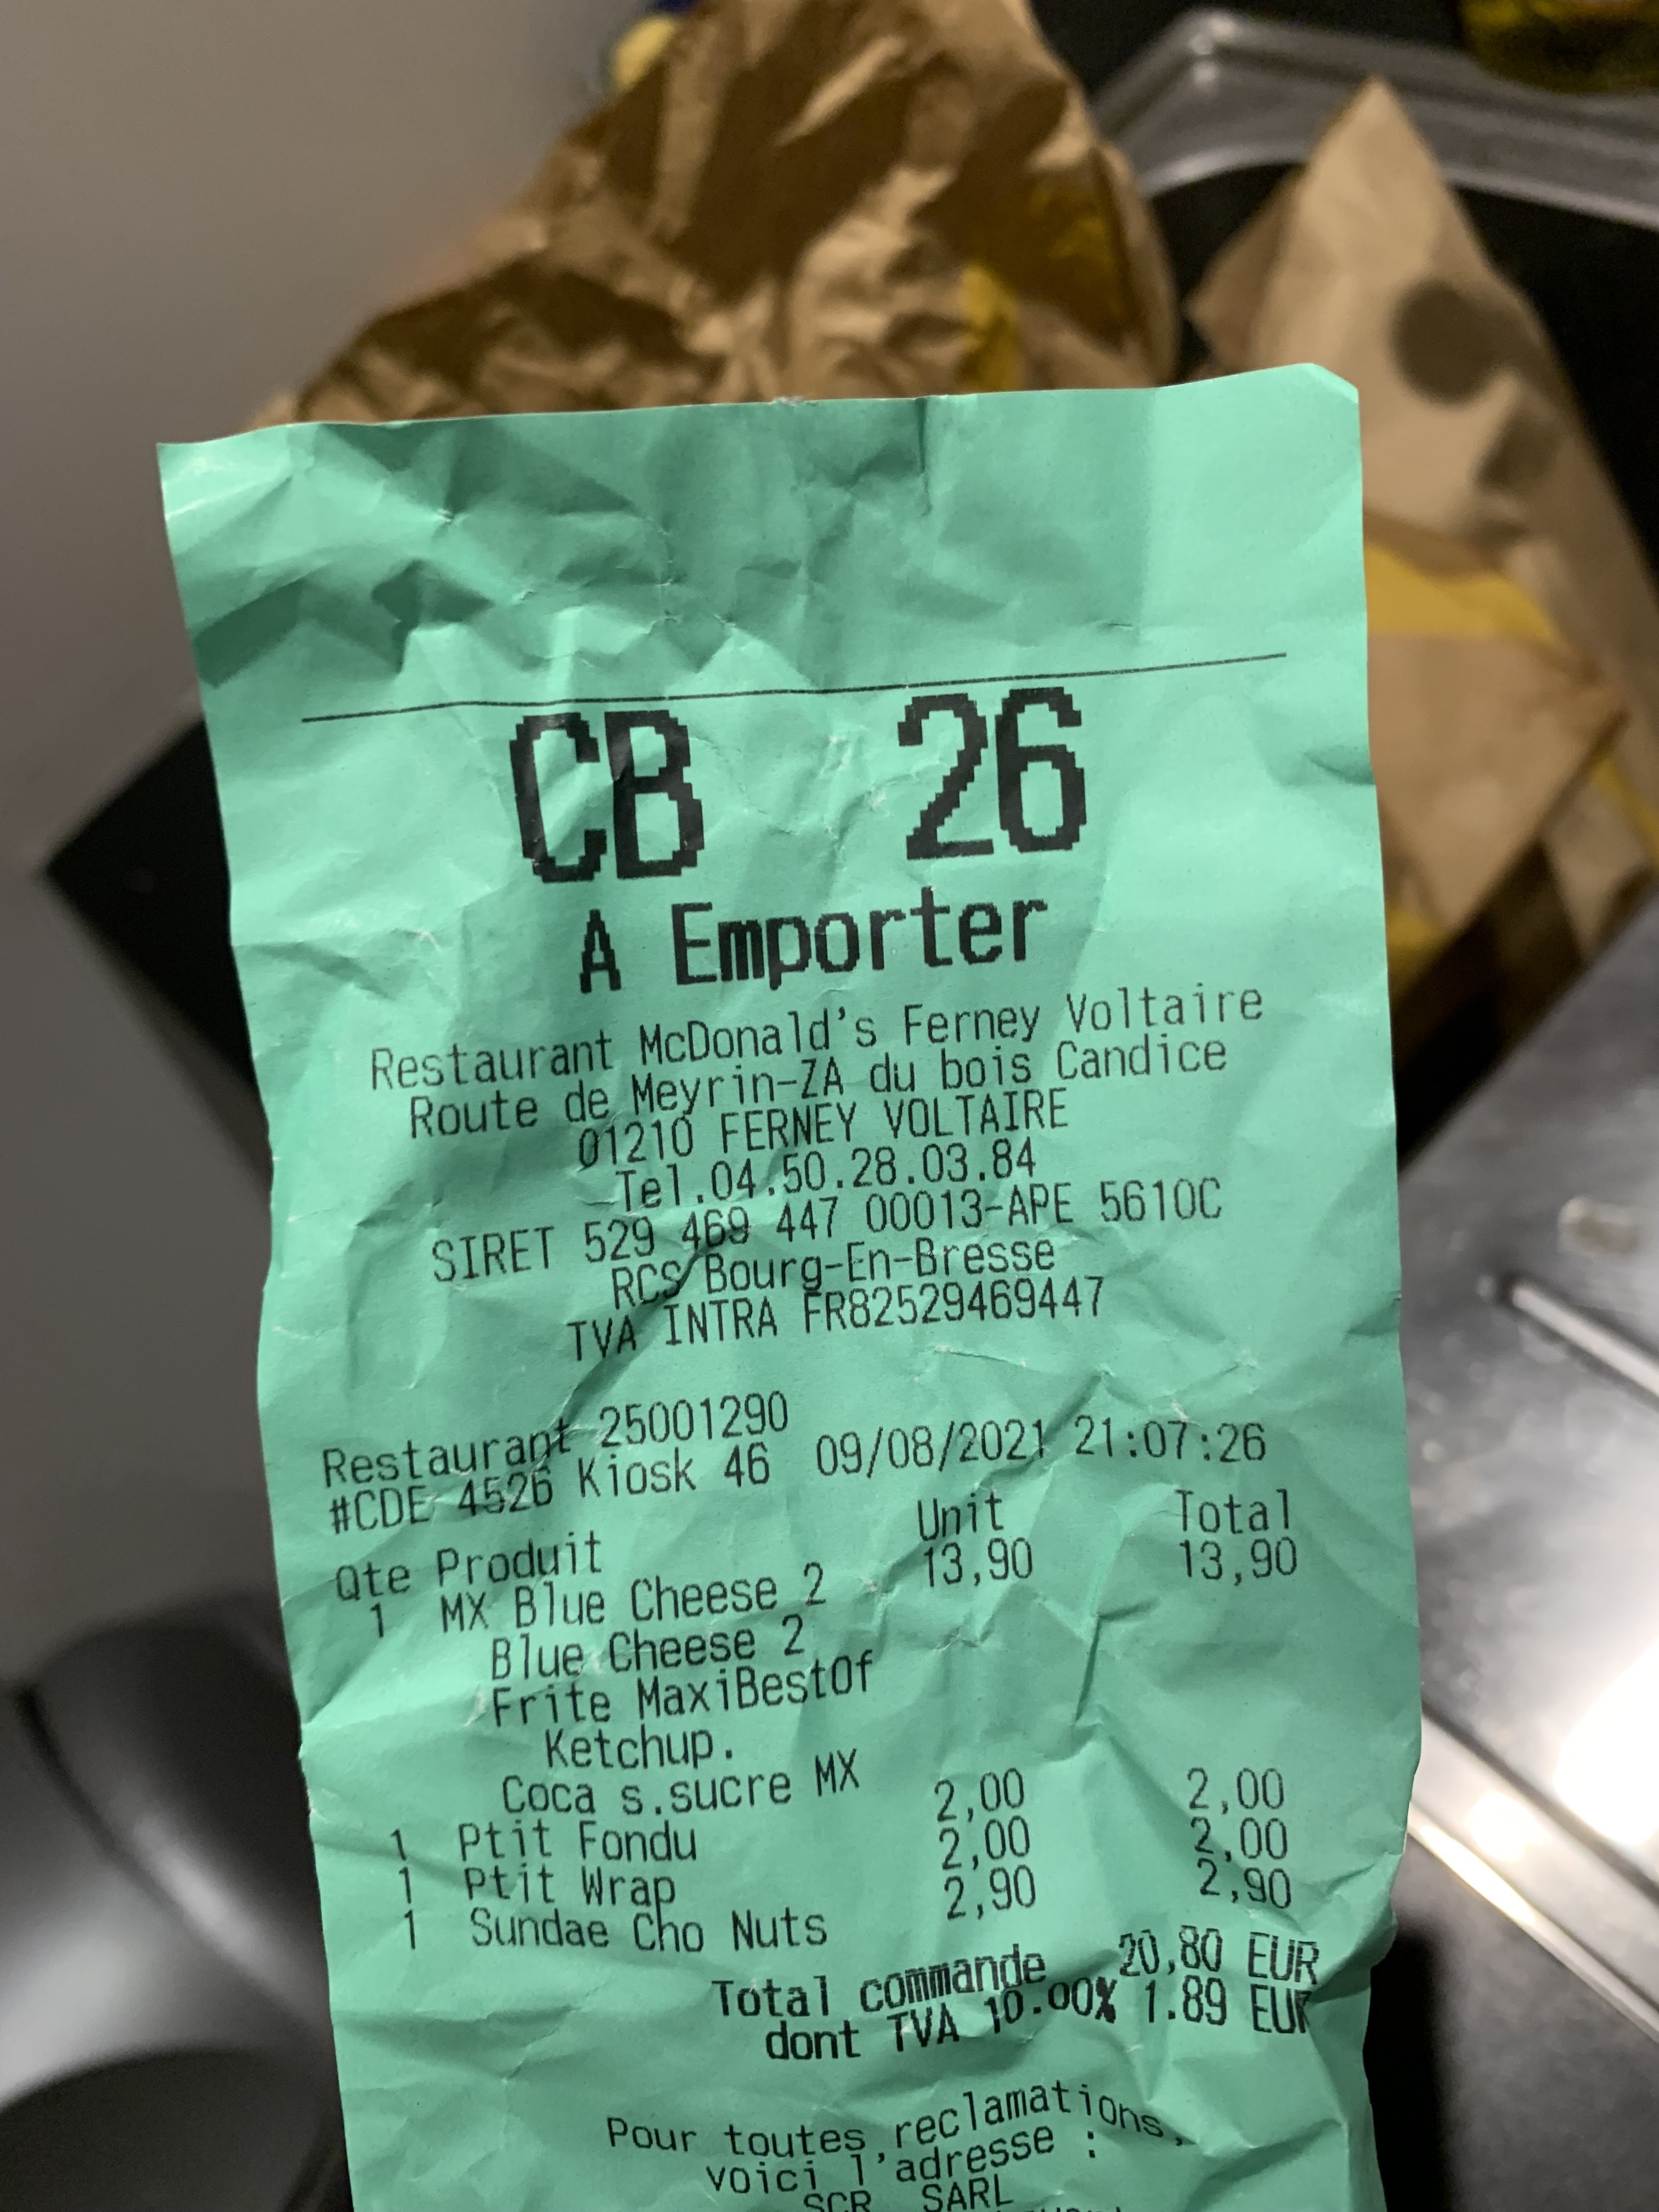 CB 26
A Emporter
Restaurant McDonald's Ferney Voltaire
Route de Meyrin-ZA du bois Candice
01210 FERNEY VOLTAIRE
Tel.04.50.28.03.84
SIRET 529 469 447 00013-APE 5610C
RCS Bourg-En-Bresse
TVA INTRA FR82529469447
Restaurant 25001290
#CDE 4526 Kiosk 46 09/08/2021 21:07:26
Qte Produit Unit Total
1 MX Blue Cheese 2 13,90 13,90
Blue Cheese 2
Frite MaxiBestOf
Ketchup.
Coca s.sucre MX
1 Ptit Fondu 2,00 2,00
1 Ptit Wrap 2,00 2,00
1 Sundae Cho Nuts 2,90 2,90
Total commande 20,80 EUR
dont TVA 10.00% 1.89 EUR
Pour toutes reclamations,
voici l'adresse :
SCR SARL